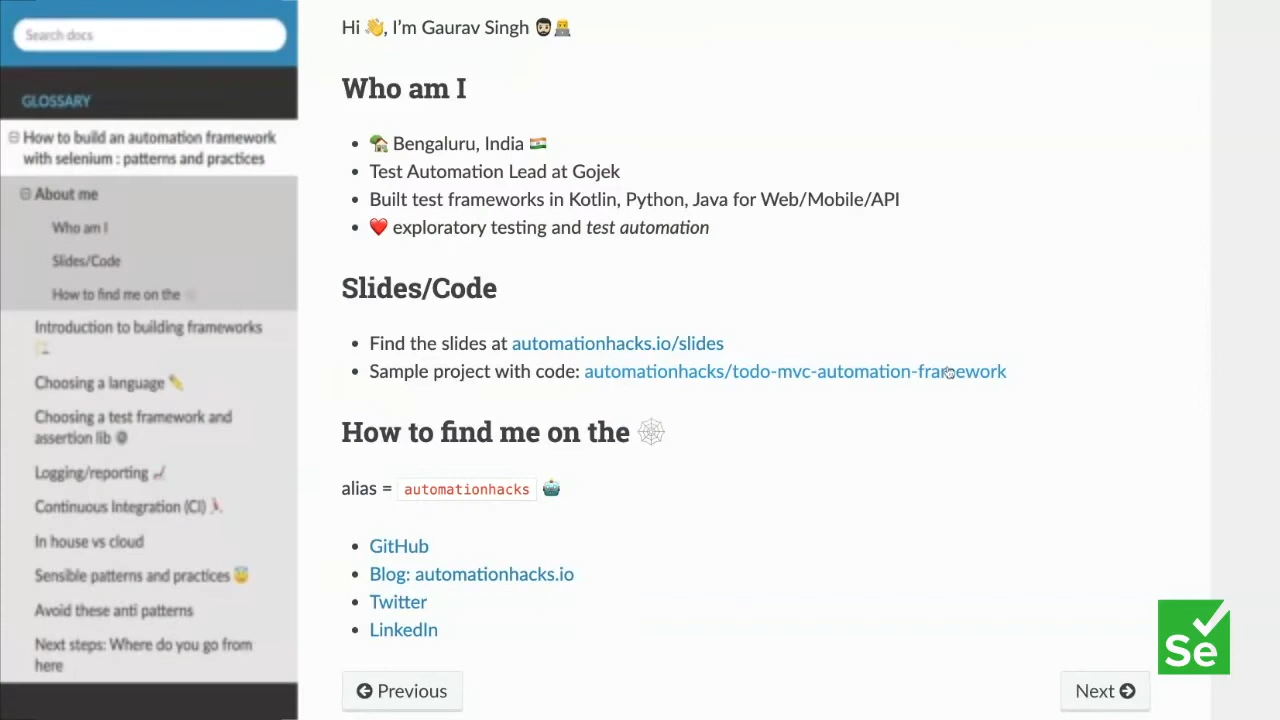 Search docs
GLOSSARY
How to build an automation framework
with selenium : patterns and practices
About me
Who am I
Slides/Code
How to find me on the
Introduction to building frameworks
Choosing a language
Choosing a test framework and
assertion lib
Logging/reporting
Continuous Integration (CI)
In house vs cloud
Sensible patterns and practices
Avoid these anti patterns
Next steps: Where do you go from
here
Hi 👋, I'm Gaurav Singh
Who am I
Bengaluru, India
Test Automation Lead at Gojek
Built test frameworks in Kotlin, Python, Java for Web/Mobile/API
❤️ exploratory testing and test automation
Slides/Code
Find the slides at automationhacks.io/slides
Sample project with code: automationhacks/todo-mvc-automation-framework
How to find me on the
alias = automationhacks
GitHub
Blog: automationhacks.io
Twitter
LinkedIn
Previous
Next
Se